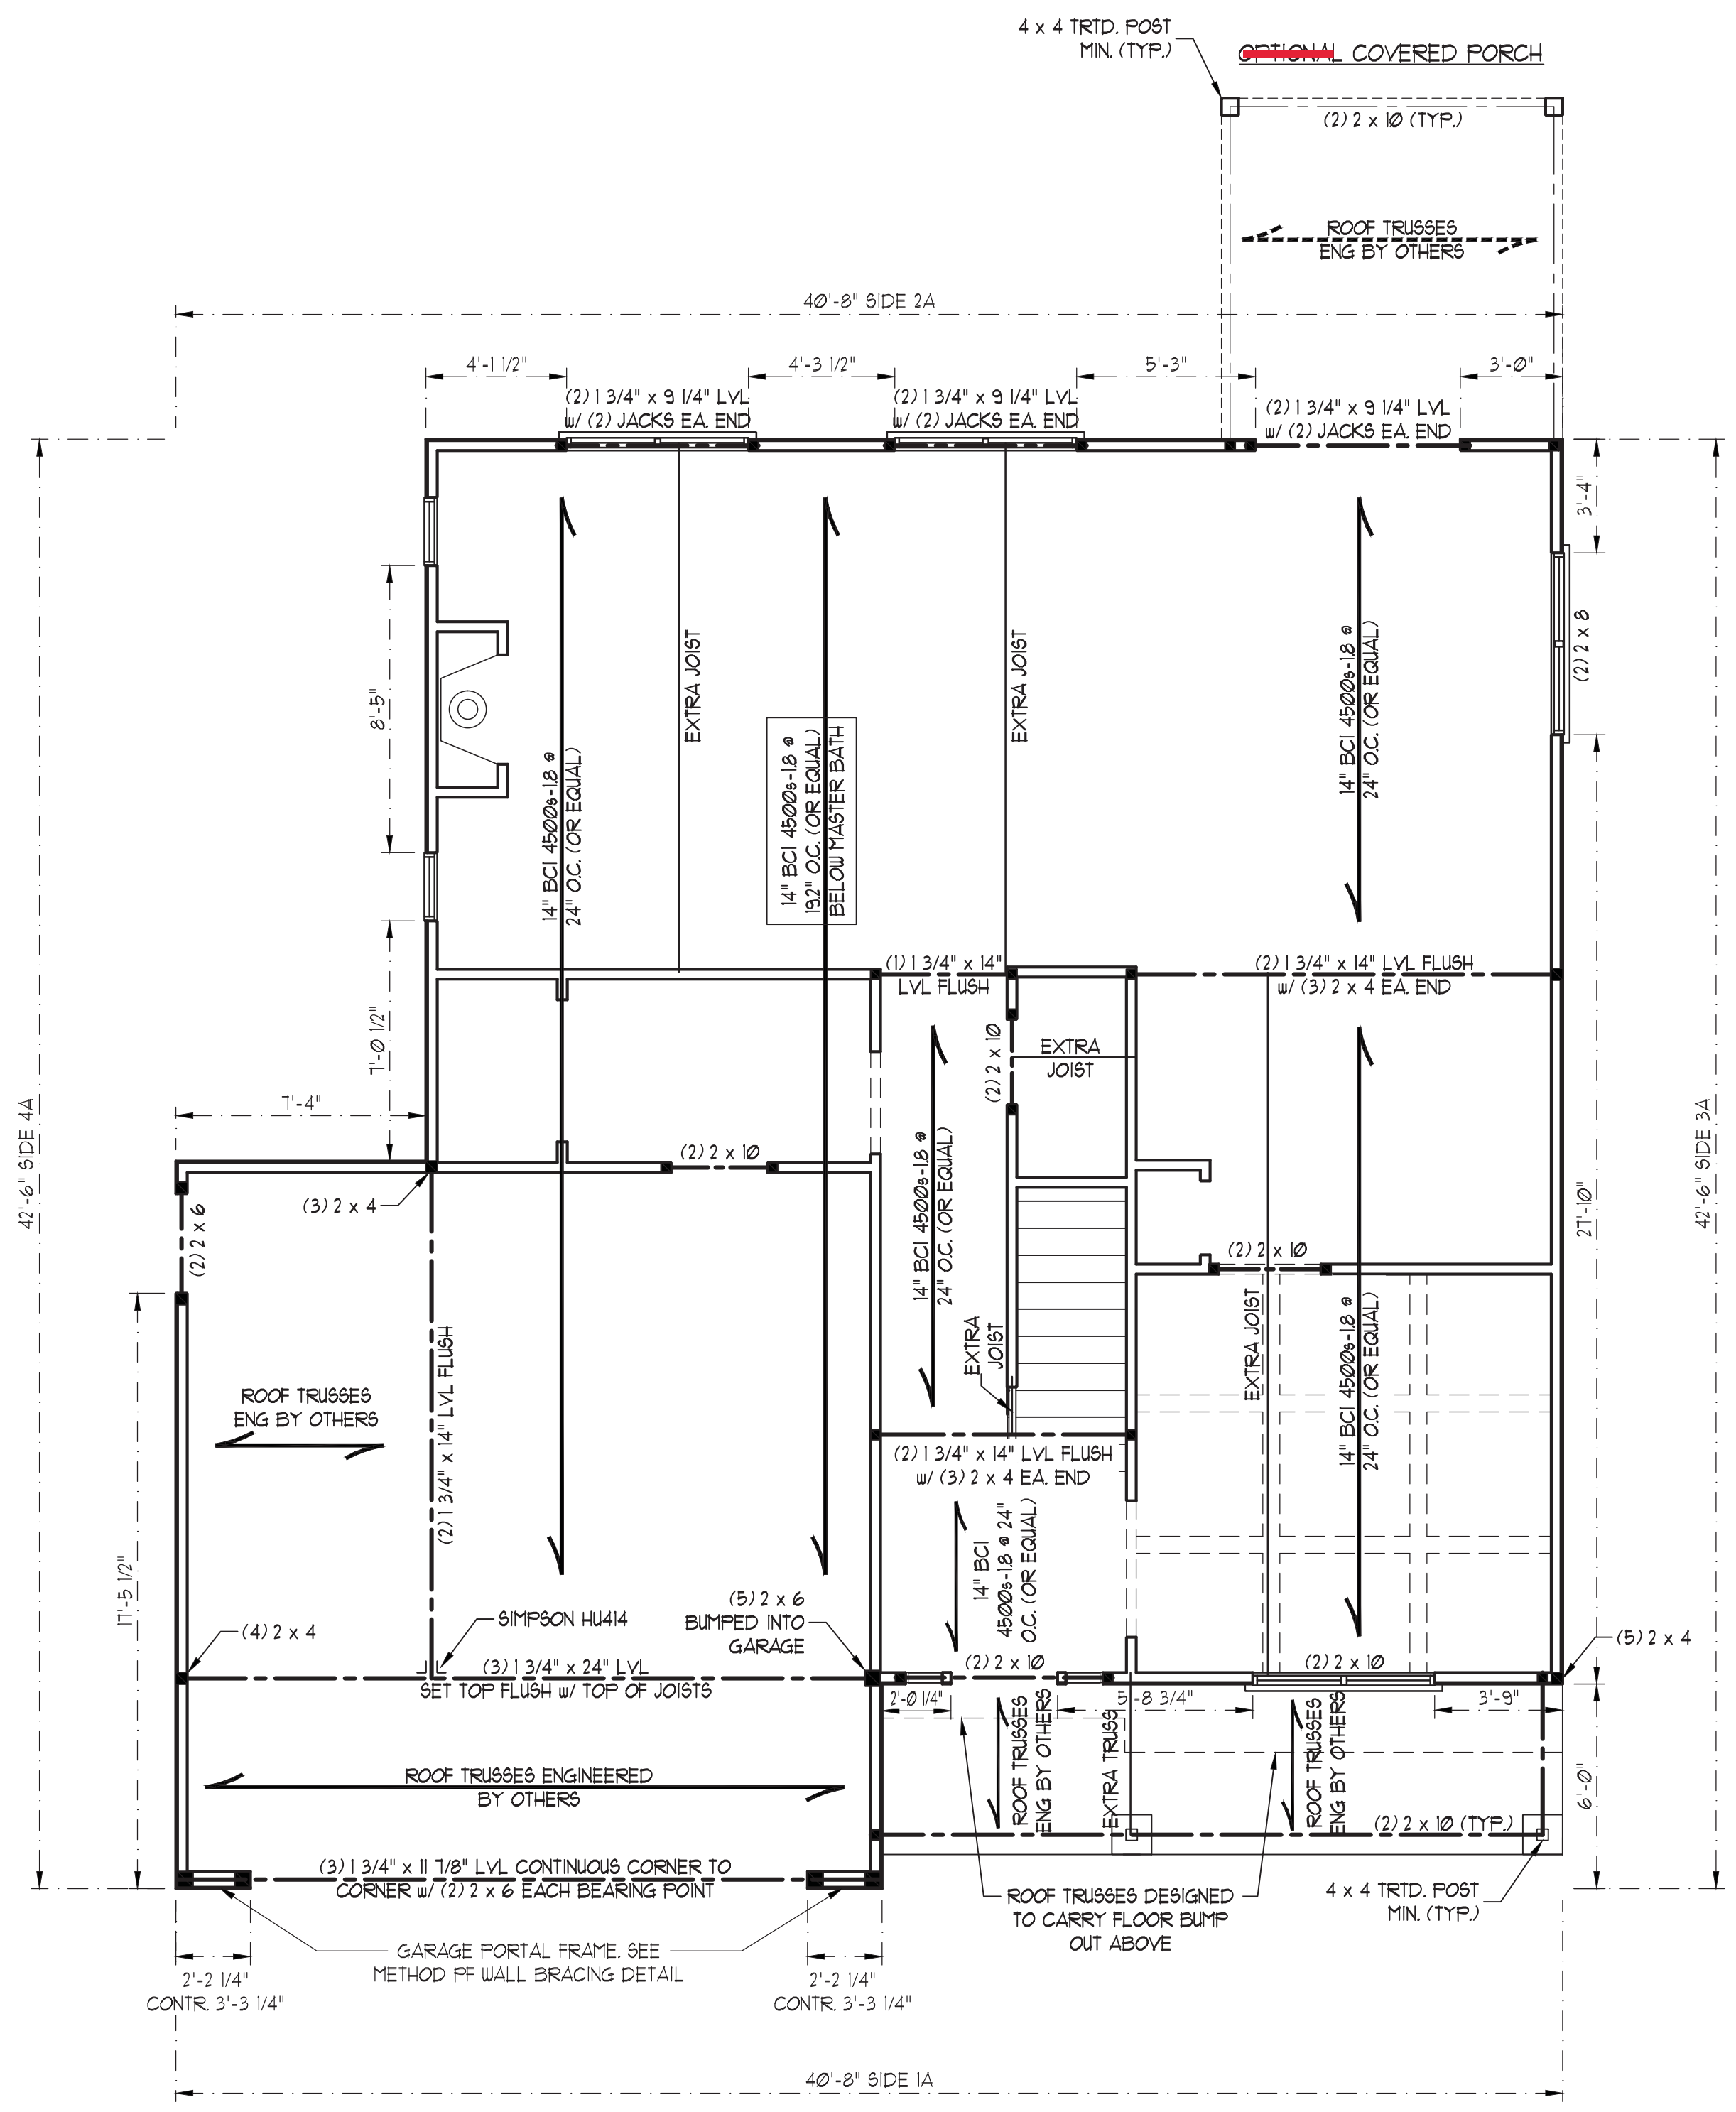 4 x 4 TRTD. POST
MIN. (TYP.)
OPTIONAL COVERED PORCH
(2) 2 x 10 (TYP.)
ROOF TRUSSES
ENG BY OTHERS
40'-8" SIDE 2A
4'-1 1/2"
4'-3 1/2"
5'-3"
3'-0"
(2) 1 3/4" x 9 1/4" LVL
w/ (2) JACKS EA. END
(2) 1 3/4" x 9 1/4" LVL
w/ (2) JACKS EA. END
(2) 1 3/4" x 9 1/4" LVL
w/ (2) JACKS EA. END
3'-4"
(2) 2 x 8
EXTRA JOIST
EXTRA JOIST
8'-5"
14" BCI 4500s-1.8 @
24" O.C. (OR EQUAL)
14" BCI 4500s-1.8 @
19.2" O.C. (OR EQUAL)
BELOW MASTER BATH
14" BCI 4500s-1.8 @
24" O.C. (OR EQUAL)
(1) 1 3/4" x 14"
LVL FLUSH
(2) 1 3/4" x 14" LVL FLUSH
w/ (3) 2 x 4 EA. END
7'-0 1/2"
(2) 2 x 10
EXTRA
JOIST
7'-4"
42'-6" SIDE 4A
42'-6" SIDE 3A
27'-10"
(2) 2 x 10
(3) 2 x 4
(2) 2 x 6
14" BCI 4500s-1.8 @
24" O.C. (OR EQUAL)
(2) 2 x 10
EXTRA JOIST
14" BCI 4500s-1.8 @
24" O.C. (OR EQUAL)
EXTRA
JOIST
(2) 1 3/4" x 14" LVL FLUSH
ROOF TRUSSES
ENG BY OTHERS
(2) 1 3/4" x 14" LVL FLUSH
w/ (3) 2 x 4 EA. END
14" BCI
4500s-1.8 @ 24"
O.C. (OR EQUAL)
17'-5 1/2"
(4) 2 x 4
SIMPSON HU414
(5) 2 x 6
BUMPED INTO
GARAGE
(5) 2 x 4
(3) 1 3/4" x 24" LVL
SET TOP FLUSH w/ TOP OF JOISTS
(2) 2 x 10
(2) 2 x 10
2'-0 1/4"
5'-8 3/4"
3'-9"
ROOF TRUSSES
ENG BY OTHERS
EXTRA TRUSS
ROOF TRUSSES
ENG BY OTHERS
6'-0"
ROOF TRUSSES ENGINEERED
BY OTHERS
(2) 2 x 10 (TYP.)
(3) 1 3/4" x 11 7/8" LVL CONTINUOUS CORNER TO
CORNER w/ (2) 2 x 6 EACH BEARING POINT
ROOF TRUSSES DESIGNED
TO CARRY FLOOR BUMP
OUT ABOVE
4 x 4 TRTD. POST
MIN. (TYP.)
GARAGE PORTAL FRAME. SEE
METHOD PF WALL BRACING DETAIL
2'-2 1/4"
CONTR. 3'-3 1/4"
2'-2 1/4"
CONTR. 3'-3 1/4"
40'-8" SIDE 1A